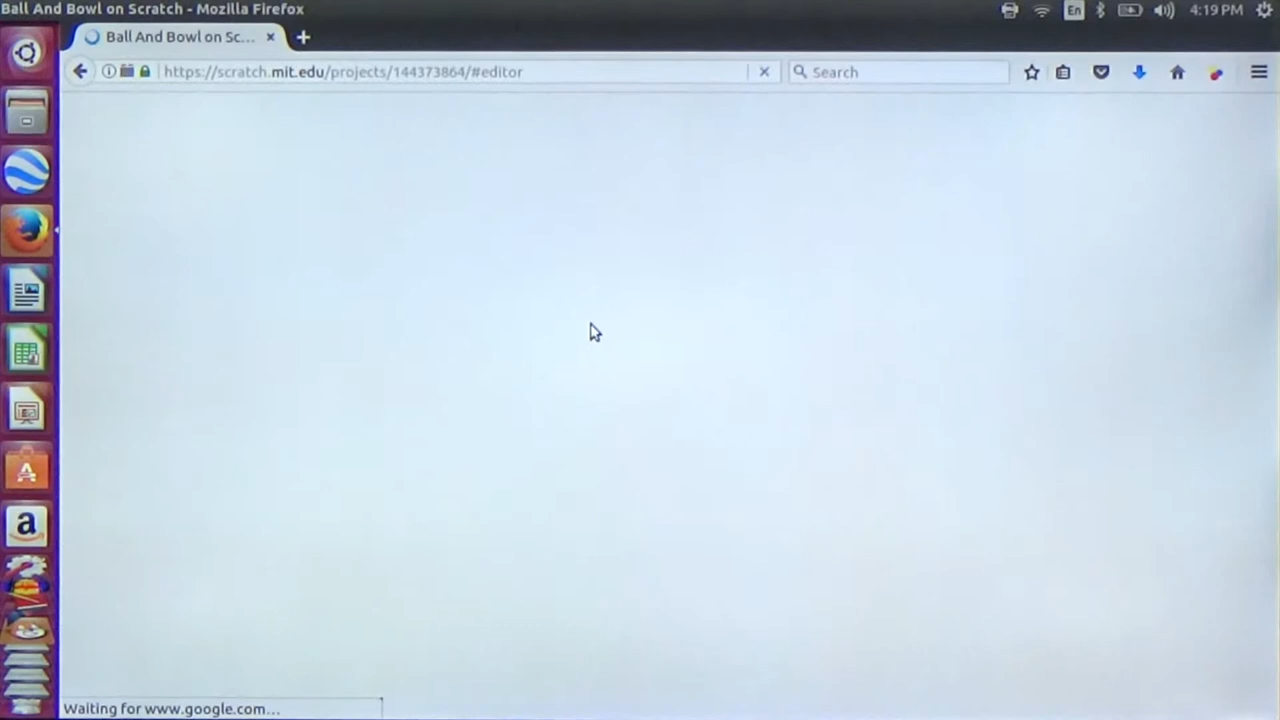 Ball And Bowl on Scratch - Mozilla Firefox
En
4:19 PM
Ball And Bowl on Sc...
https://scratch.mit.edu/projects/144373864/#editor
Search
a
Waiting for www.google.com...